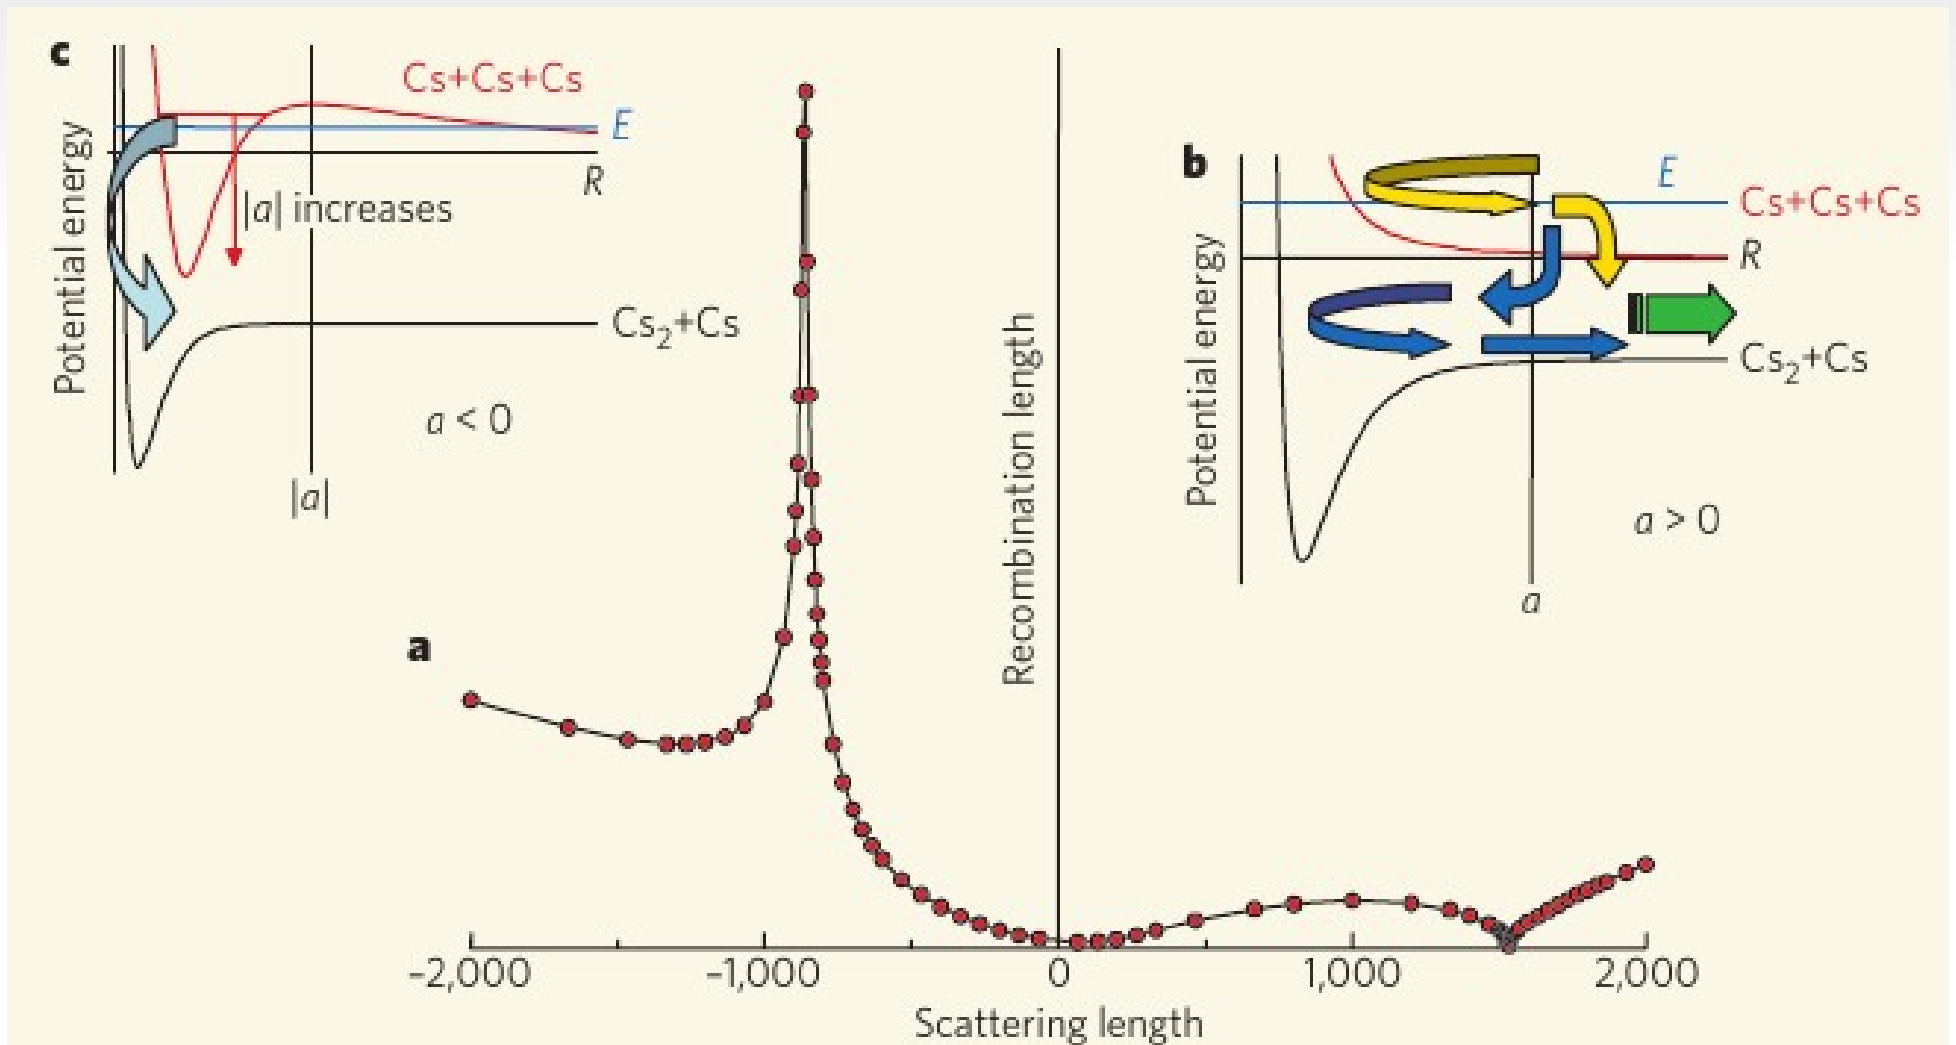 c
Cs+Cs+Cs
E
R
Potential energy
|a| increases
Cs₂+Cs
a < 0
|a|
b
E
Cs+Cs+Cs
R
Potential energy
Cs₂+Cs
a > 0
a
a
Recombination length
-2,000
-1,000
0
1,000
2,000
Scattering length